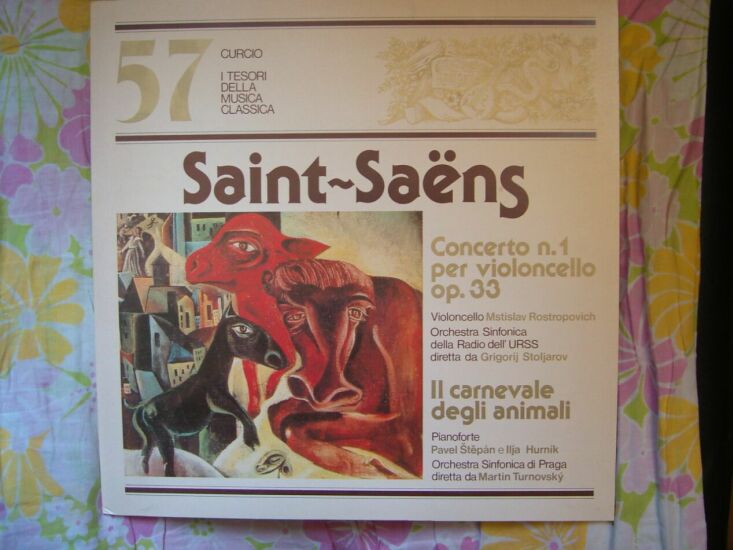 57
CURCIO
I TESORI
DELLA
MUSICA
CLASSICA
Saint~Saëns
Concerto n.1
per violoncello
op. 33
Violoncello Mstislav Rostropovich
Orchestra Sinfonica
della Radio dell' URSS
diretta da Grigorij Stoljarov
Il carnevale
degli animali
Pianoforte
Pavel Štěpán e Ilja Hurník
Orchestra Sinfonica di Praga
diretta da Martin Turnovský